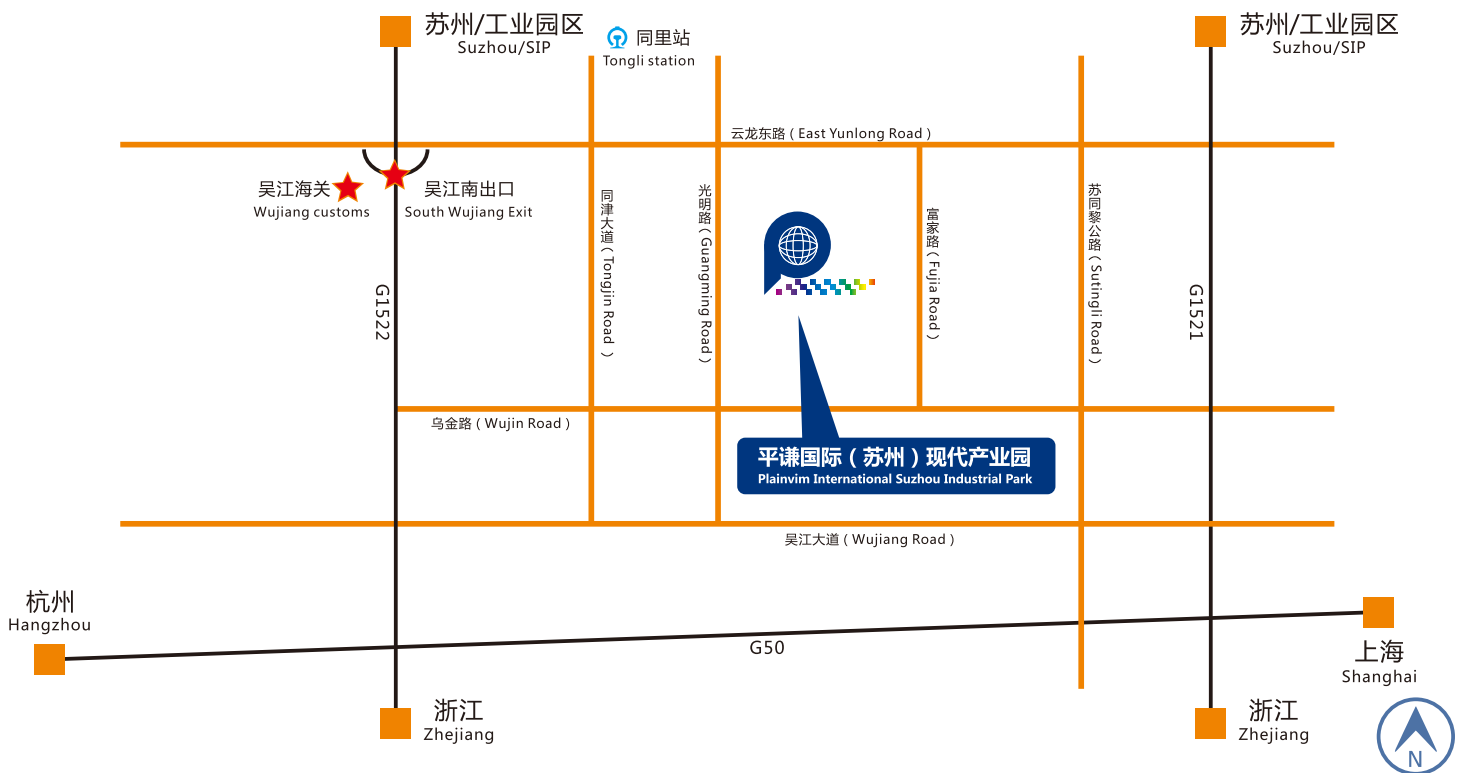 苏州/工业园区
Suzhou/SIP
同里站
Tongli station
苏州/工业园区
Suzhou/SIP
云龙东路（East Yunlong Road）
吴江海关
Wujiang customs
吴江南出口
South Wujiang Exit
同津大道（Tongjin Road ）
光明路（Guangming Road）
富家路（Fujia Road）
苏同黎公路（Sutingli Road）
G1522
G1521
乌金路（Wujin Road）
平谦国际（苏州）现代产业园
Plainvim International Suzhou Industrial Park
吴江大道（Wujiang Road）
杭州
Hangzhou
G50
上海
Shanghai
浙江
Zhejiang
浙江
Zhejiang
N